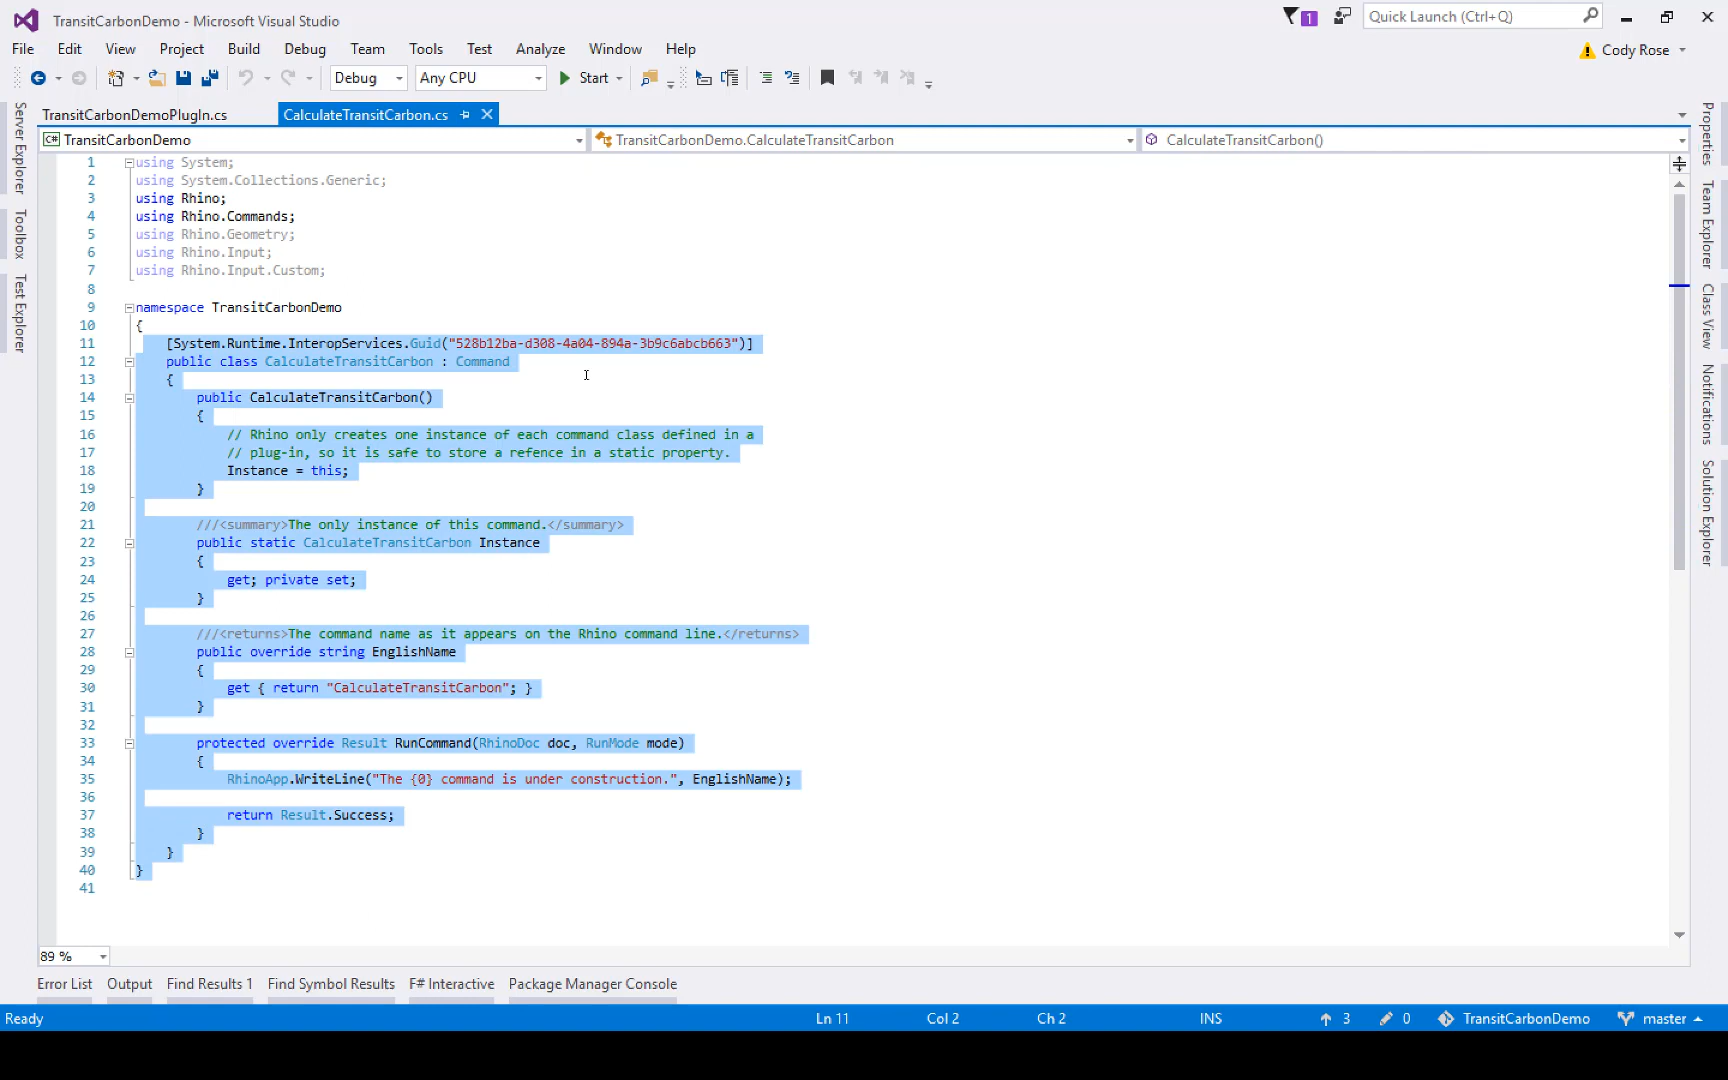 TransitCarbonDemo - Microsoft Visual Studio
1
Quick Launch (Ctrl+Q)
File Edit View Project Build Debug Team Tools Test Analyze Window Help
Cody Rose
Debug Any CPU Start
TransitCarbonDemoPlugIn.cs CalculateTransitCarbon.cs
C# TransitCarbonDemo TransitCarbonDemo.CalculateTransitCarbon CalculateTransitCarbon()
Server Explorer
Toolbox
Test Explorer
1 using System;
2 using System.Collections.Generic;
3 using Rhino;
4 using Rhino.Commands;
5 using Rhino.Geometry;
6 using Rhino.Input;
7 using Rhino.Input.Custom;
8
9 namespace TransitCarbonDemo
10 {
11 [System.Runtime.InteropServices.Guid("528b12ba-d308-4a04-894a-3b9c6abcb663")]
12 public class CalculateTransitCarbon : Command
13 {
14 public CalculateTransitCarbon()
15 {
16 // Rhino only creates one instance of each command class defined in a
17 // plug-in, so it is safe to store a refence in a static property.
18 Instance = this;
19 }
20
21 ///<summary>The only instance of this command.</summary>
22 public static CalculateTransitCarbon Instance
23 {
24 get; private set;
25 }
26
27 ///<returns>The command name as it appears on the Rhino command line.</returns>
28 public override string EnglishName
29 {
30 get { return "CalculateTransitCarbon"; }
31 }
32
33 protected override Result RunCommand(RhinoDoc doc, RunMode mode)
34 {
35 RhinoApp.WriteLine("The {0} command is under construction.", EnglishName);
36
37 return Result.Success;
38 }
39 }
40 }
41
Properties
Team Explorer
Class View
Notifications
Solution Explorer
89 %
Error List Output Find Results 1 Find Symbol Results F# Interactive Package Manager Console
Ready Ln 11 Col 2 Ch 2 INS 3 0 TransitCarbonDemo master